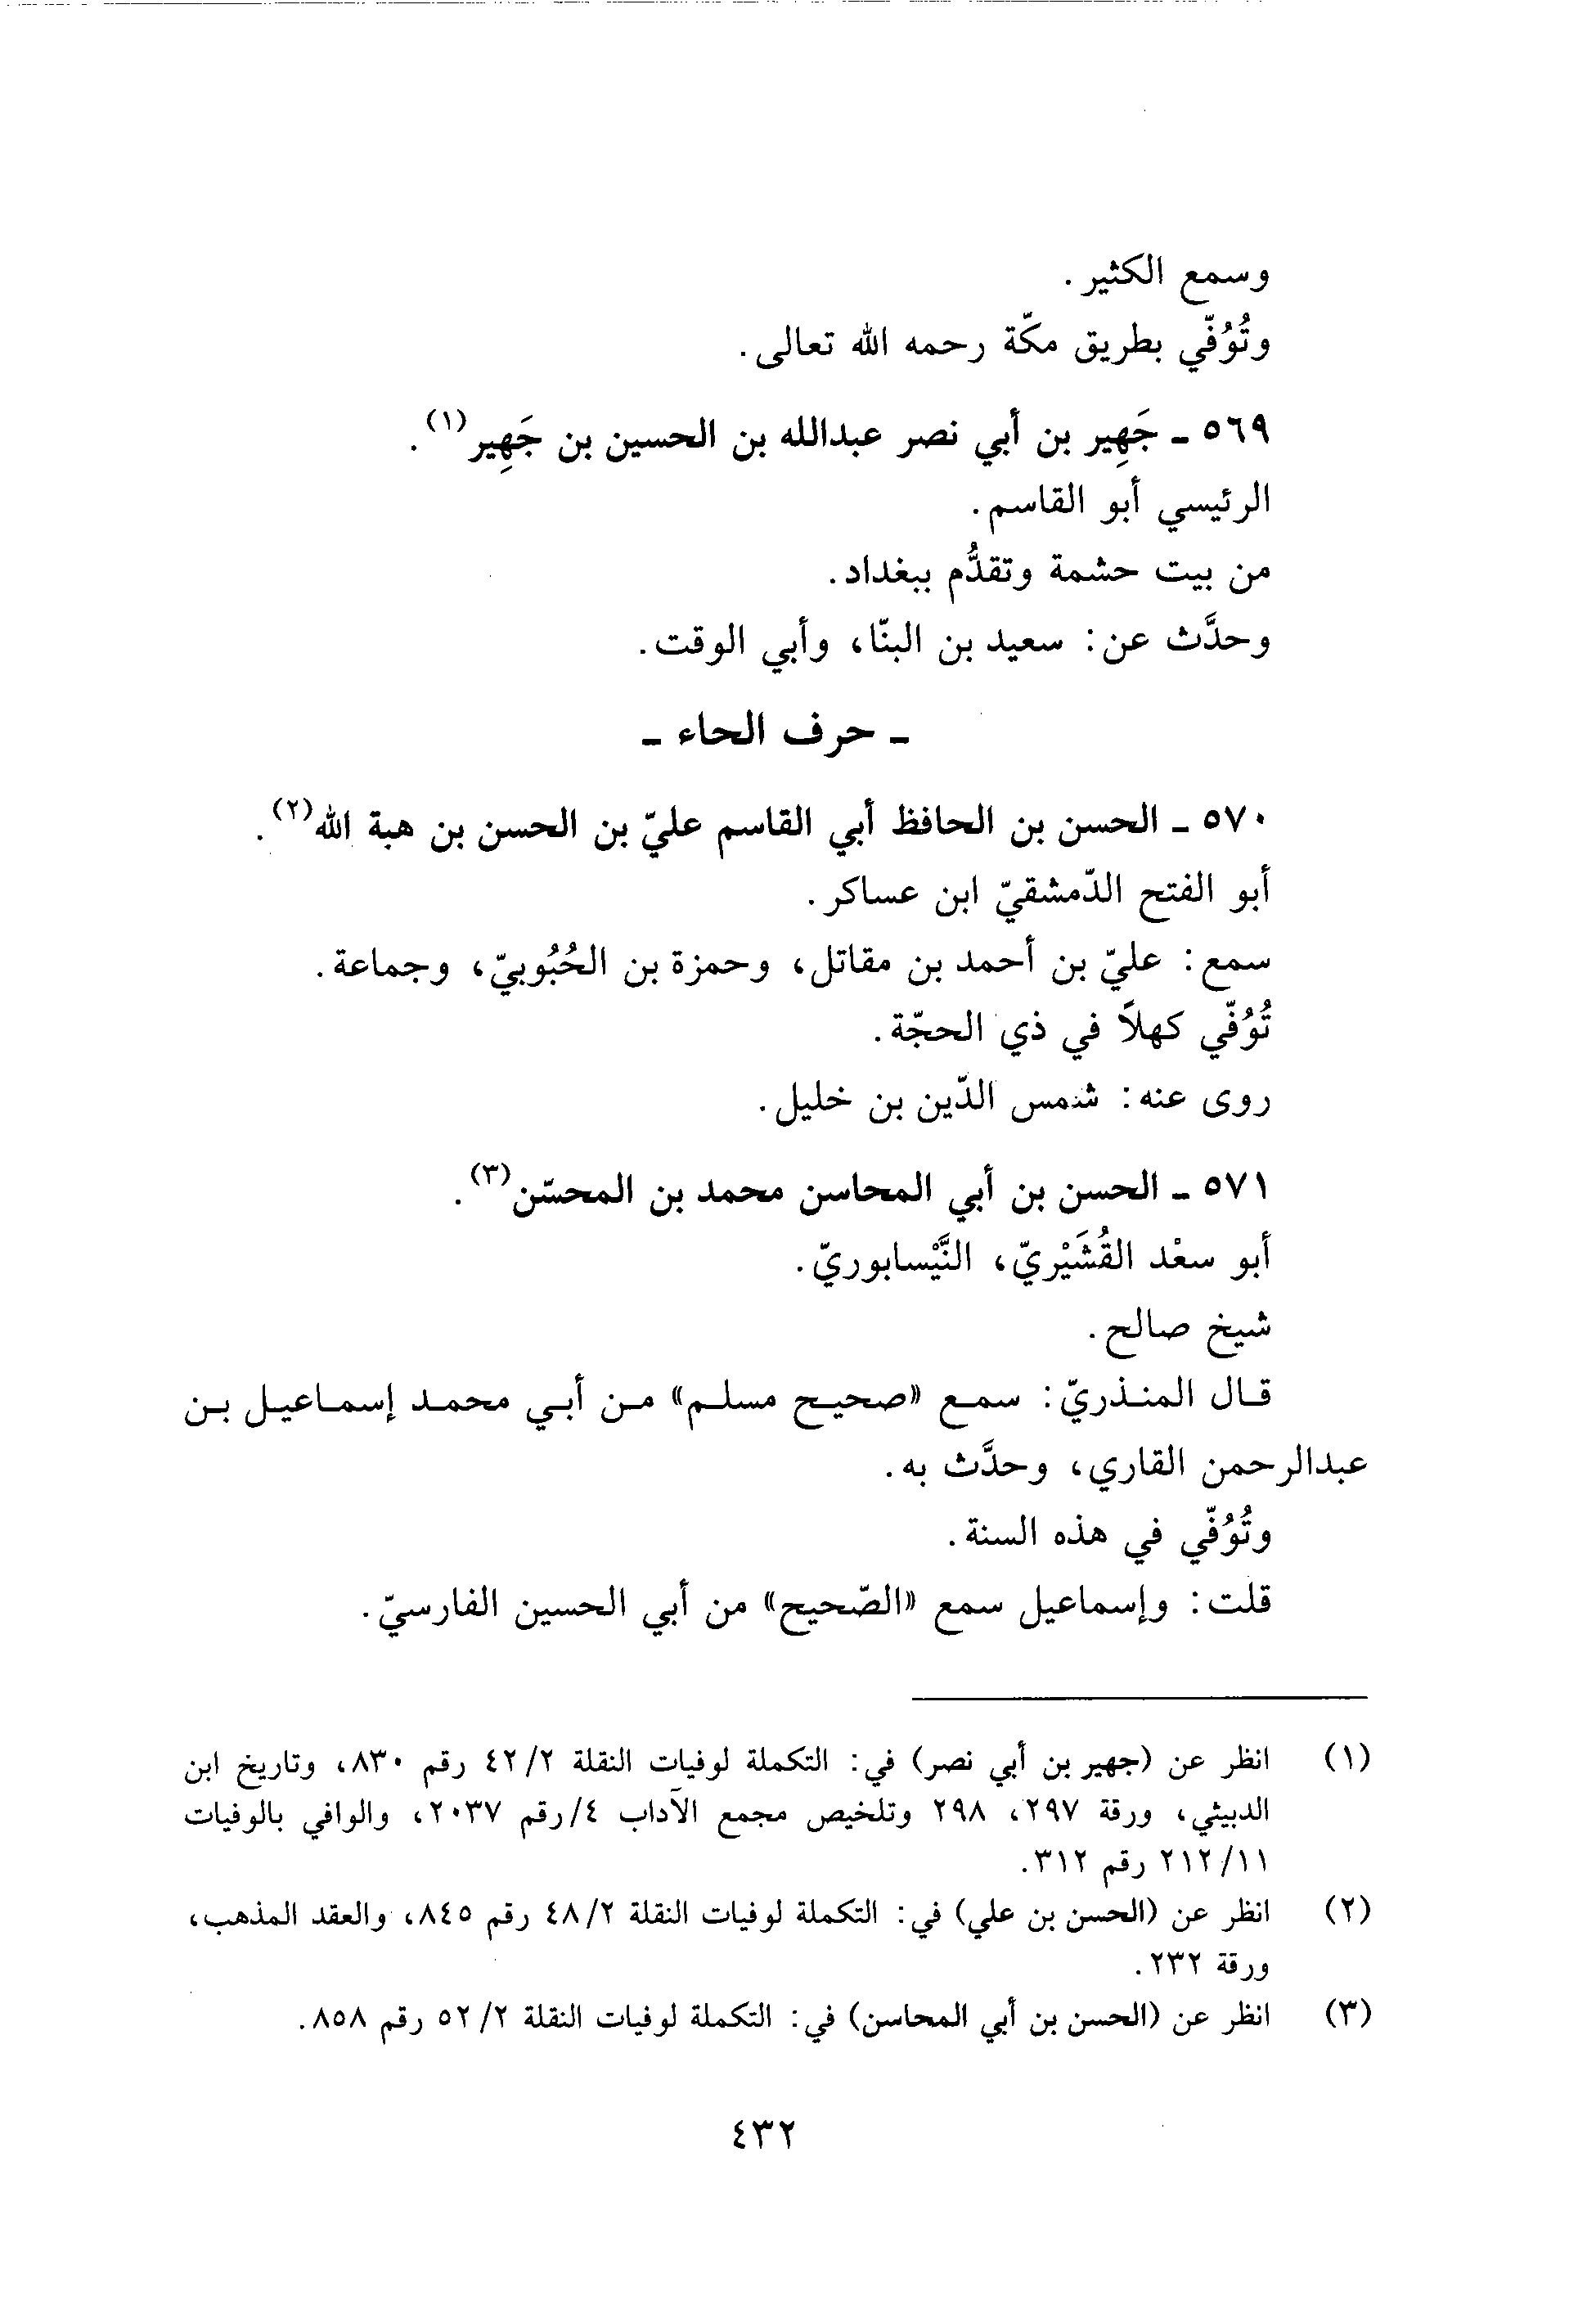 وسمع الكثير.
وتُوُفّي بطريق مكّة رحمه الله تعالى.
٥٦٩ ـ جَهِير بن أبي نصر عبدالله بن الحسين بن جَهِير(١).
الرئيسي أبو القاسم.
من بيت حشمة وتقدُّم ببغداد.
وحدَّث عن: سعيد بن البنّا، وأبي الوقت.
ـ حرف الحاء ـ
٥٧٠ ـ الحسن بن الحافظ أبي القاسم عليّ بن الحسن بن هبة الله(٢).
أبو الفتح الدّمشقيّ ابن عساكر.
سمع: عليّ بن أحمد بن مقاتل، وحمزة بن الحُبُوبيّ، وجماعة.
تُوُفّي كهلاً في ذي الحجّة.
روى عنه: شمس الدّين بن خليل.
٥٧١ ـ الحسن بن أبي المحاسن محمد بن المحسّن(٣).
أبو سعْد القُشَيْريّ، النَّيْسابوريّ.
شيخ صالح.
قال المنذريّ: سمع «صحيح مسلم» من أبي محمد إسماعيل بن
عبدالرحمن القاري، وحدَّث به.
وتُوُفّي في هذه السنة.
قلت: وإسماعيل سمع «الصّحيح» من أبي الحسين الفارسيّ.
(١) انظر عن (جهير بن أبي نصر) في: التكملة لوفيات النقلة ٤٢/٢ رقم ٨٣٠، وتاريخ ابن
الدبيثي، ورقة ٢٩٧، ٢٩٨ وتلخيص مجمع الآداب ٤/رقم ٢٠٣٧، والوافي بالوفيات
٢١٢/١١ رقم ٣١٢.
(٢) انظر عن (الحسن بن علي) في: التكملة لوفيات النقلة ٤٨/٢ رقم ٨٤٥، والعقد المذهب،
ورقة ٢٣٢.
(٣) انظر عن (الحسن بن أبي المحاسن) في: التكملة لوفيات النقلة ٥٢/٢ رقم ٨٥٨.
٤٣٢